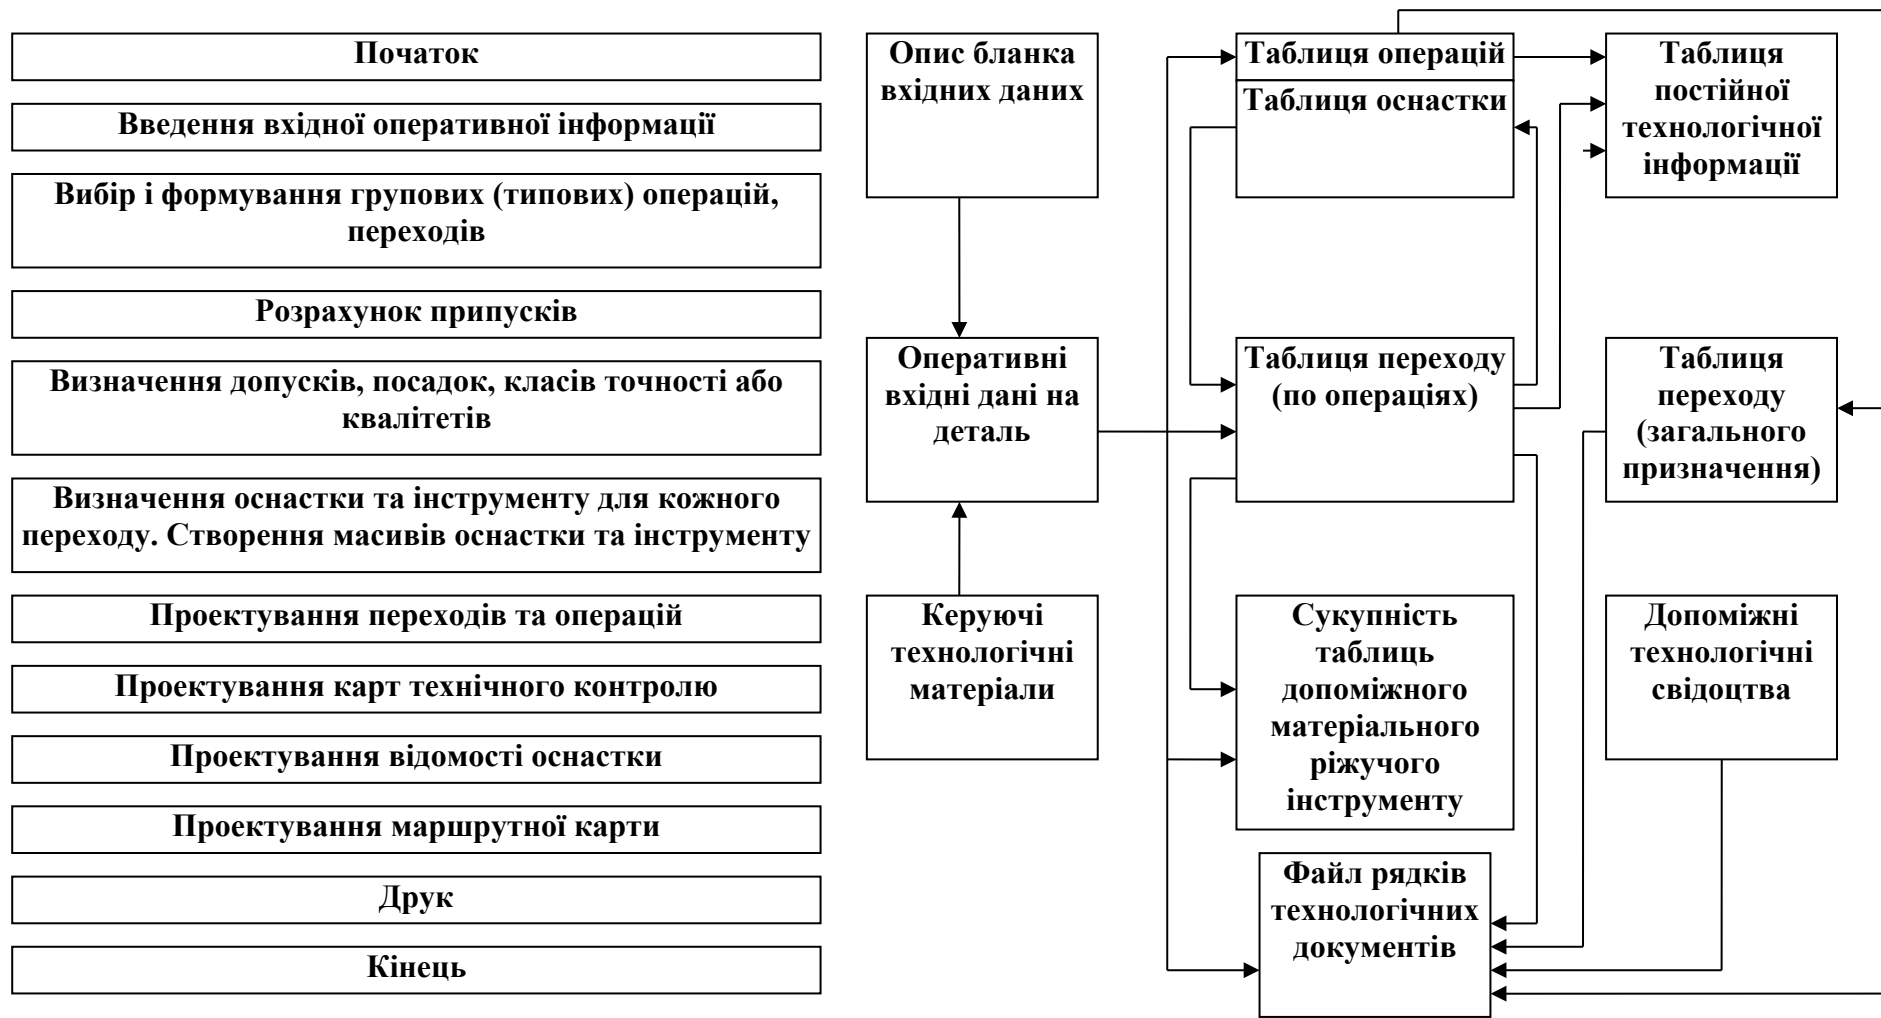 Початок
Введення вхідної оперативної інформації
Вибір і формування групових (типових) операцій,
переходів
Розрахунок припусків
Визначення допусків, посадок, класів точності або
квалітетів
Визначення оснастки та інструменту для кожного
переходу. Створення масивів оснастки та інструменту
Проектування переходів та операцій
Проектування карт технічного контролю
Проектування відомості оснастки
Проектування маршрутної карти
Друк
Кінець
Опис бланка
вхідних даних
Оперативні
вхідні дані на
деталь
Керуючі
технологічні
матеріали
Таблиця операцій
Таблиця оснастки
Таблиця переходу
(по операціях)
Сукупність
таблиць
допоміжного
матеріального
ріжучого
інструменту
Файл рядків
технологічних
документів
Таблиця
постійної
технологічної
інформації
Таблиця
переходу
(загального
призначення)
Допоміжні
технологічні
свідоцтва